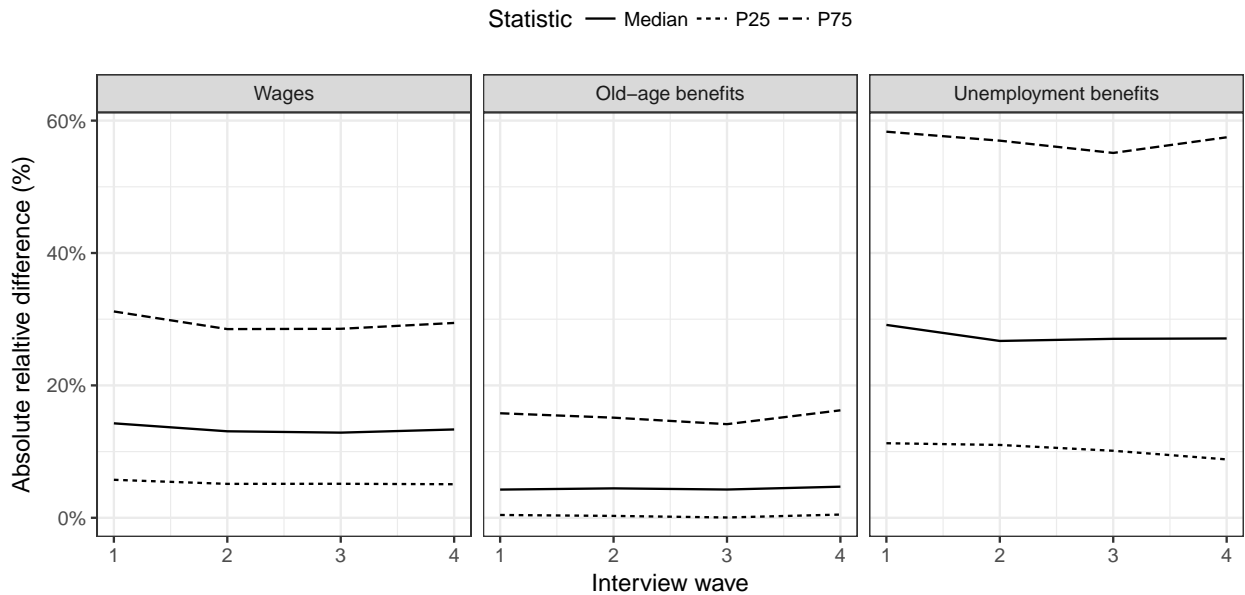 Statistic Median P25 P75
Wages Old−age benefits Unemployment benefits
60%
40%
20%
0%
Absolute relaltive difference (%)
1 2 3 4 1 2 3 4 1 2 3 4
Interview wave